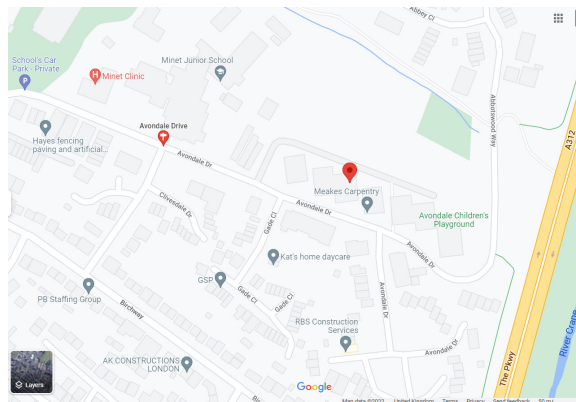 Abbey Cl
School's Car
Park - Private
Minet Junior School
Minet Clinic
Abbotswood Way
A312
Avondale Drive
Hayes fencing
paving and artificial...
Avondale Dr
Meakes Carpentry
Clivesdale Dr
Avondale Dr
Gade Cl
Avondale Children's
Playground
Avondale Dr
Kat's home daycare
Avondale Dr
GSP
PB Staffing Group
Birchway
Gade Cl
Gade Cl
RBS Construction
Services
Avondale Dr
River Crane
The Pkwy
AK CONSTRUCTIONS
LONDON
Layers
Google
Map data ©2022
United Kingdom
Terms
Privacy
Send feedback
50 m